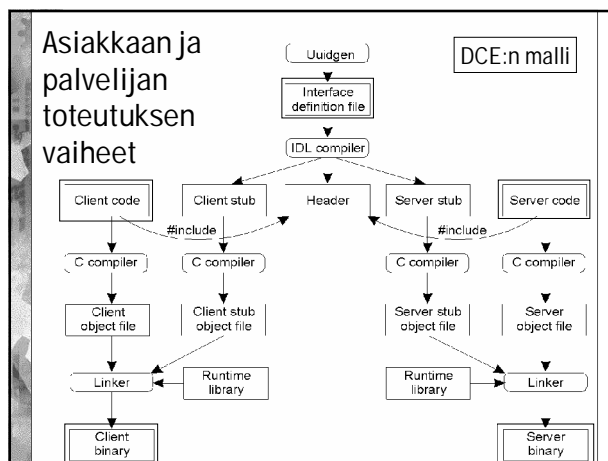 Asiakkaan ja
palvelijan
toteutuksen
vaiheet
DCE:n malli
Uuidgen
Interface
definition file
IDL compiler
Client code
Client stub
Header
Server stub
Server code
#include
#include
C compiler
C compiler
C compiler
C compiler
Client
object file
Client stub
object file
Server stub
object file
Server
object file
Linker
Runtime
library
Runtime
library
Linker
Client
binary
Server
binary